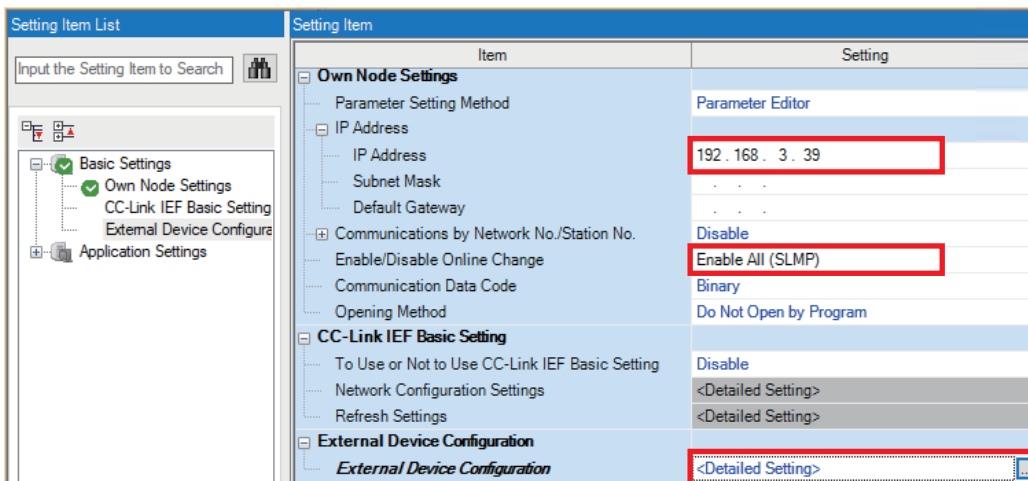 Setting Item List
Input the Setting Item to Search
Basic Settings
Own Node Settings
CC-Link IEF Basic Setting
External Device Configura
Application Settings
Setting Item
Item Setting
Own Node Settings
Parameter Setting Method Parameter Editor
IP Address
IP Address 192 . 168 . 3 . 39
Subnet Mask . . .
Default Gateway . . .
Communications by Network No./Station No. Disable
Enable/Disable Online Change Enable All (SLMP)
Communication Data Code Binary
Opening Method Do Not Open by Program
CC-Link IEF Basic Setting
To Use or Not to Use CC-Link IEF Basic Setting Disable
Network Configuration Settings <Detailed Setting>
Refresh Settings <Detailed Setting>
External Device Configuration
External Device Configuration <Detailed Setting> ...